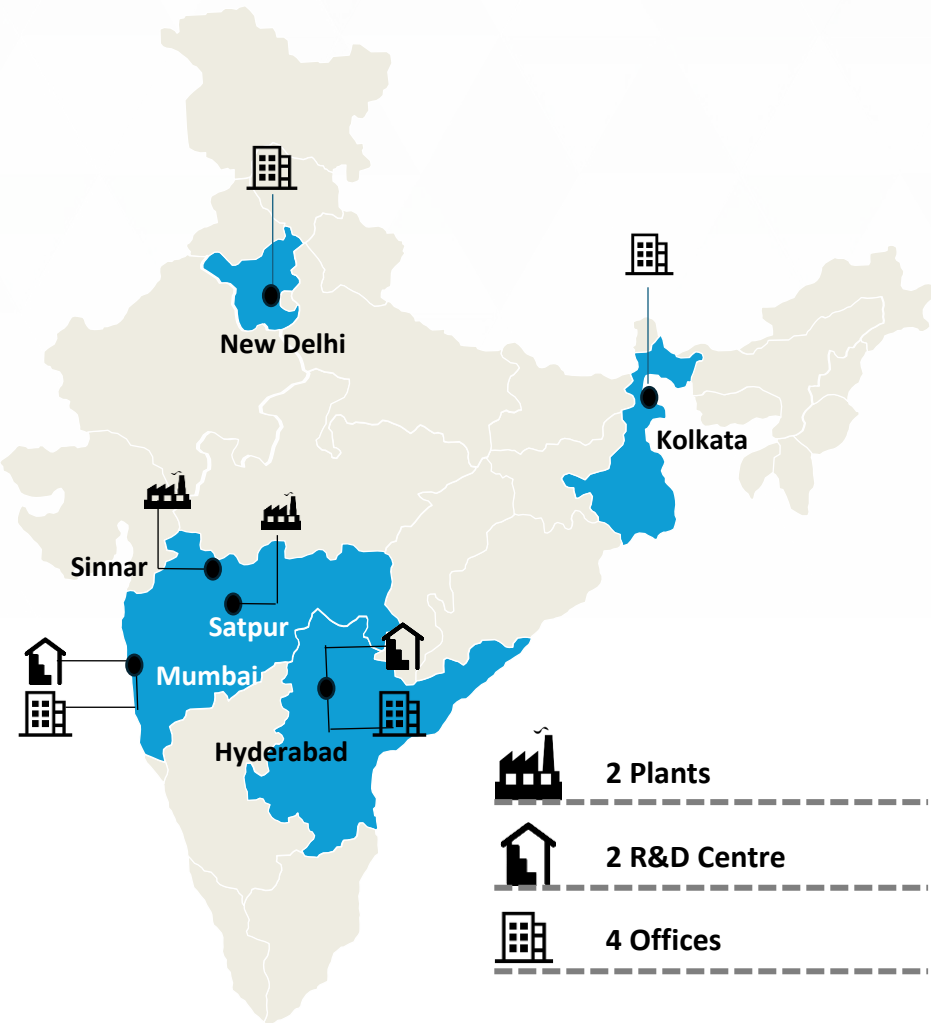 New Delhi
Kolkata
Sinnar
Satpur
Mumbai
Hyderabad
2 Plants
2 R&D Centre
4 Offices